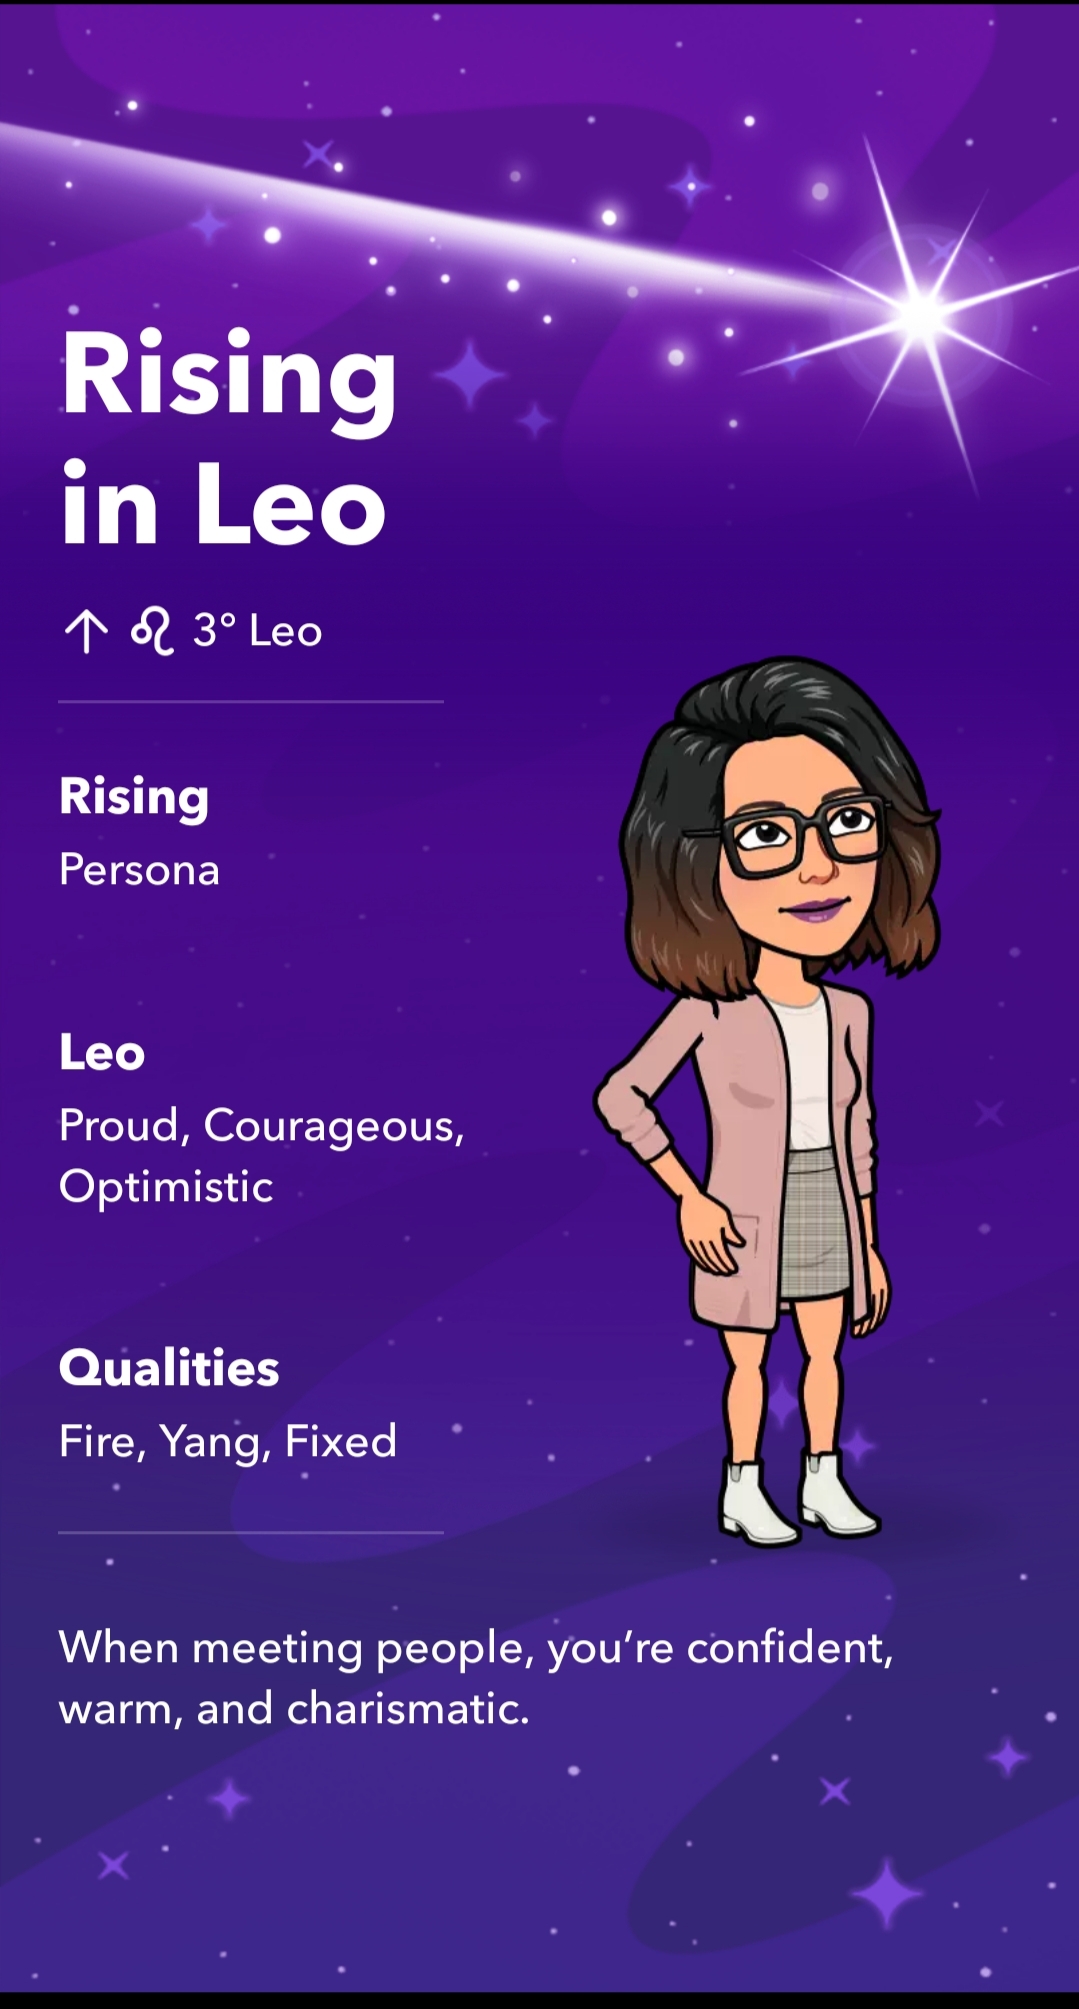 Rising
in Leo
↑ ♌ 3° Leo
Rising
Persona
Leo
Proud, Courageous,
Optimistic
Qualities
Fire, Yang, Fixed
When meeting people, you’re confident,
warm, and charismatic.